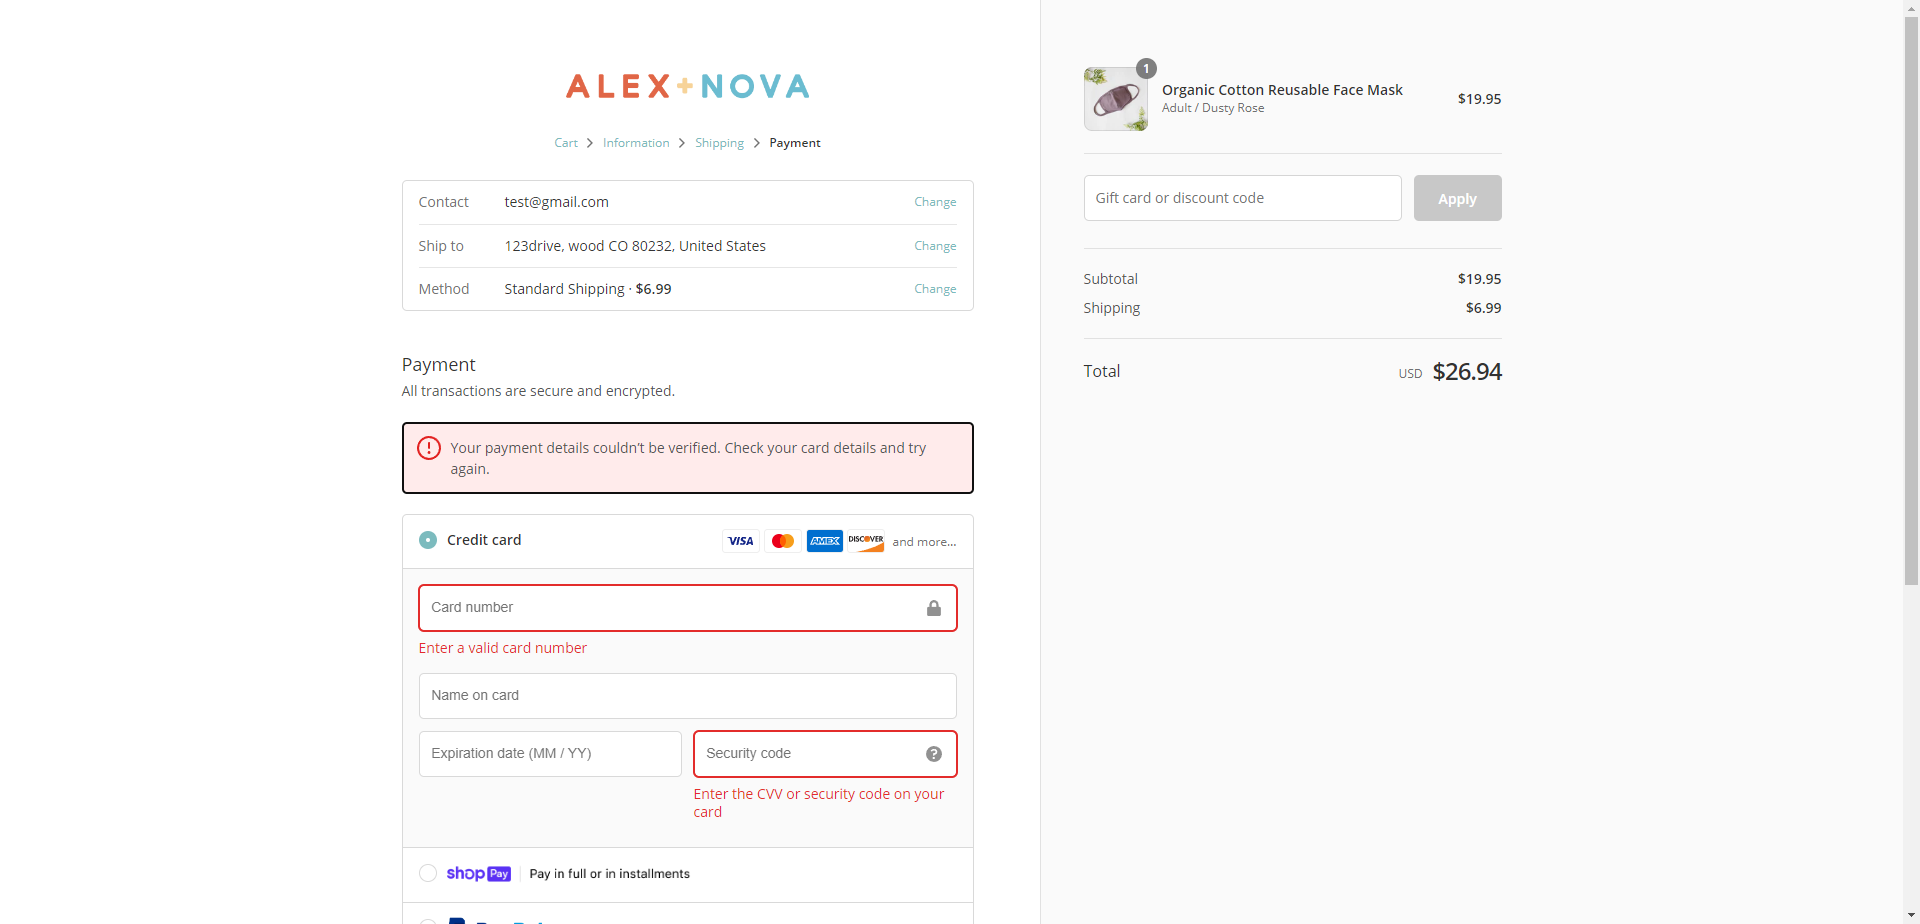 ALEX+NOVA
Cart > Information > Shipping > Payment
Contact test@gmail.com Change
Ship to 123drive, wood CO 80232, United States Change
Method Standard Shipping · $6.99 Change
Payment
All transactions are secure and encrypted.
Your payment details couldn’t be verified. Check your card details and try
again.
Credit card VISA AMEX DISCOVER and more...
Card number
Enter a valid card number
Name on card
Expiration date (MM / YY) Security code
Enter the CVV or security code on your
card
shop Pay Pay in full or in installments
1
Organic Cotton Reusable Face Mask
Adult / Dusty Rose
$19.95
Gift card or discount code Apply
Subtotal $19.95
Shipping $6.99
Total USD $26.94